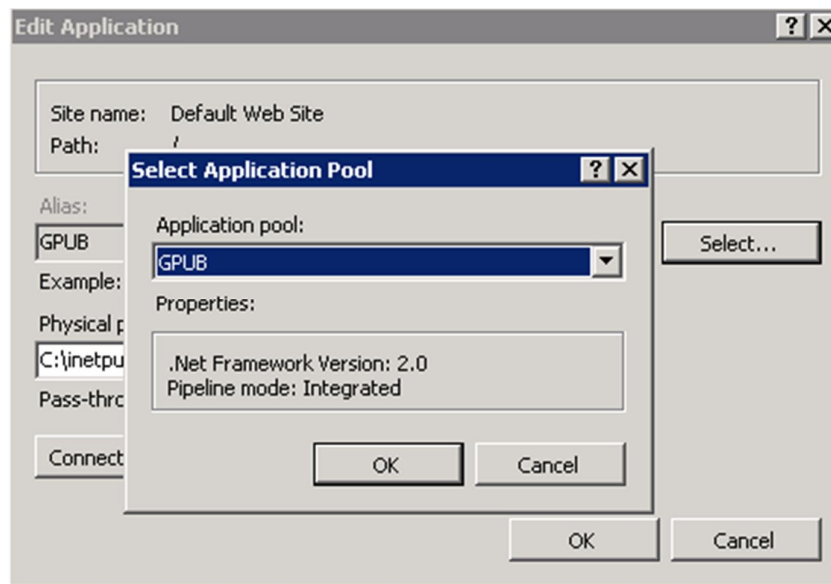 Edit Application
Site name: Default Web Site
Path: /
Select Application Pool
Alias:
GPUB
Example:
Physical p
C:\inetpu
Pass-thrc
Connect
Application pool:
GPUB
Properties:
.Net Framework Version: 2.0
Pipeline mode: Integrated
OK Cancel
Select...
OK Cancel